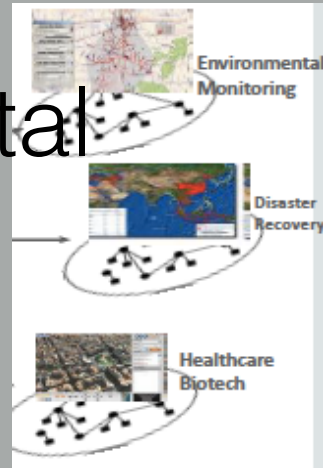 Environmental
Monitoring
tal
Disaster
Recovery
Healthcare
Biotech